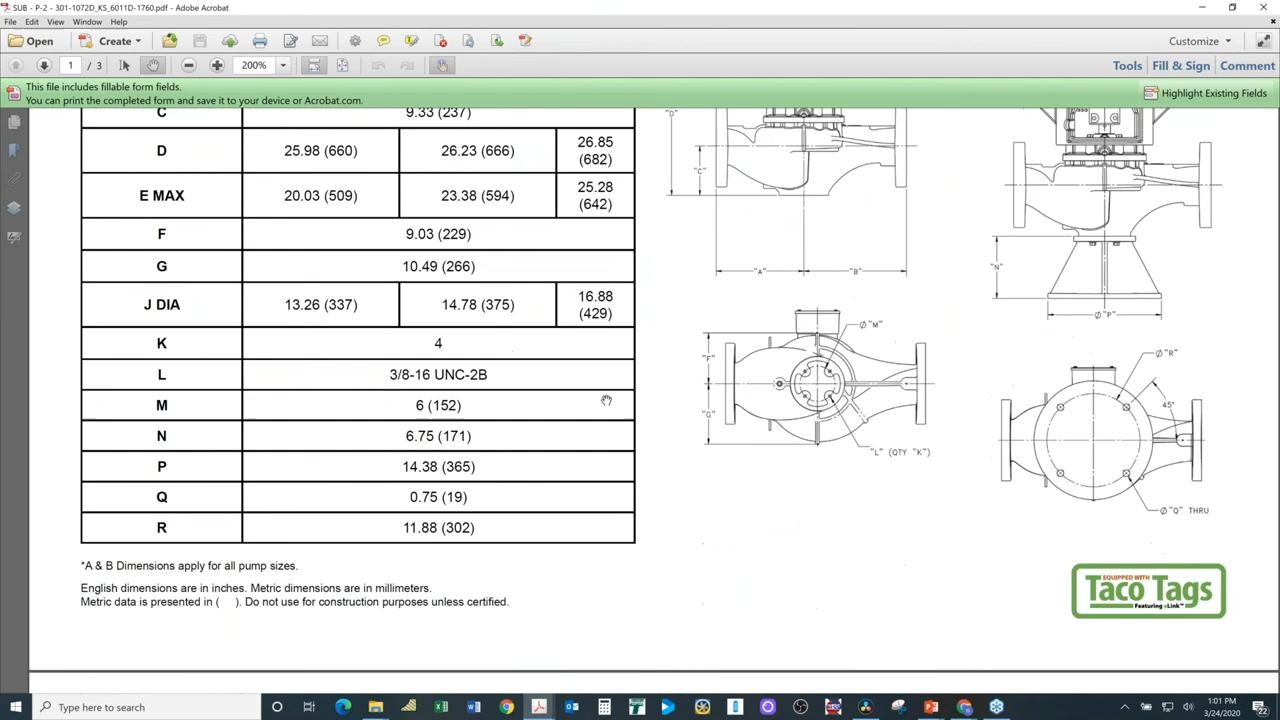 SUB - P-2 - 301-1072D_KS_6011D-1760.pdf - Adobe Acrobat
File Edit View Window Help
Open Create Customize
1 / 3 200% Tools Fill & Sign Comment
This file includes fillable form fields.
You can print the completed form and save it to your device or Acrobat.com.
Highlight Existing Fields
C 9.33 (237)
D 25.98 (660) 26.23 (666) 26.85 (682)
E MAX 20.03 (509) 23.38 (594) 25.28 (642)
F 9.03 (229)
G 10.49 (266)
J DIA 13.26 (337) 14.78 (375) 16.88 (429)
K 4
L 3/8-16 UNC-2B
M 6 (152)
N 6.75 (171)
P 14.38 (365)
Q 0.75 (19)
R 11.88 (302)
*A & B Dimensions apply for all pump sizes.
English dimensions are in inches. Metric dimensions are in millimeters.
Metric data is presented in ( ). Do not use for construction purposes unless certified.
"D"
"C"
"A" "B"
"N"
Ø"P"
Ø"M"
"F"
"G"
"L" (QTY "K")
Ø"R"
45°
Ø"Q" THRU
EQUIPPED WITH
Taco Tags
Featuring eLink™
Type here to search
1:01 PM
3/24/2020
22